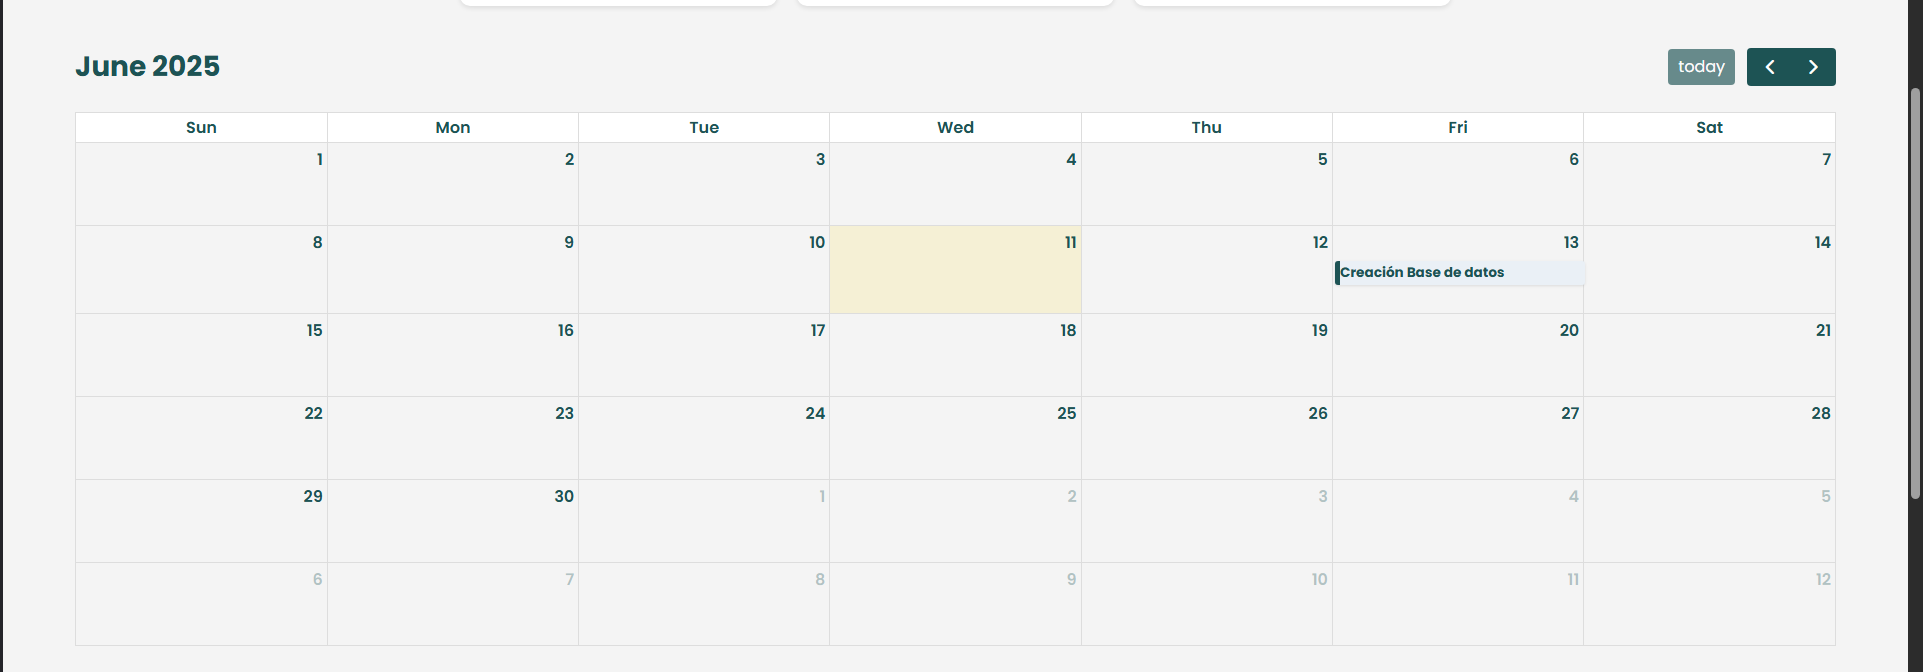 June 2025
today
Sun Mon Tue Wed Thu Fri Sat
1 2 3 4 5 6 7
8 9 10 11 12 13 14
Creación Base de datos
15 16 17 18 19 20 21
22 23 24 25 26 27 28
29 30 1 2 3 4 5
6 7 8 9 10 11 12